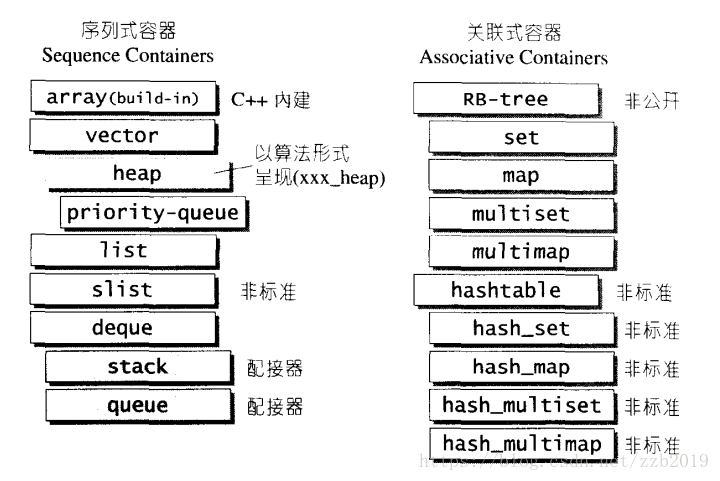 序列式容器
Sequence Containers
array(build-in) C++ 内建
vector
heap
以算法形式
呈现(xxx_heap)
priority-queue
list
slist 非标准
deque
stack 配接器
queue 配接器
关联式容器
Associative Containers
RB-tree 非公开
set
map
multiset
multimap
hashtable 非标准
hash_set 非标准
hash_map 非标准
hash_multiset 非标准
hash_multimap 非标准
https://blog.csdn.net/zzb2019